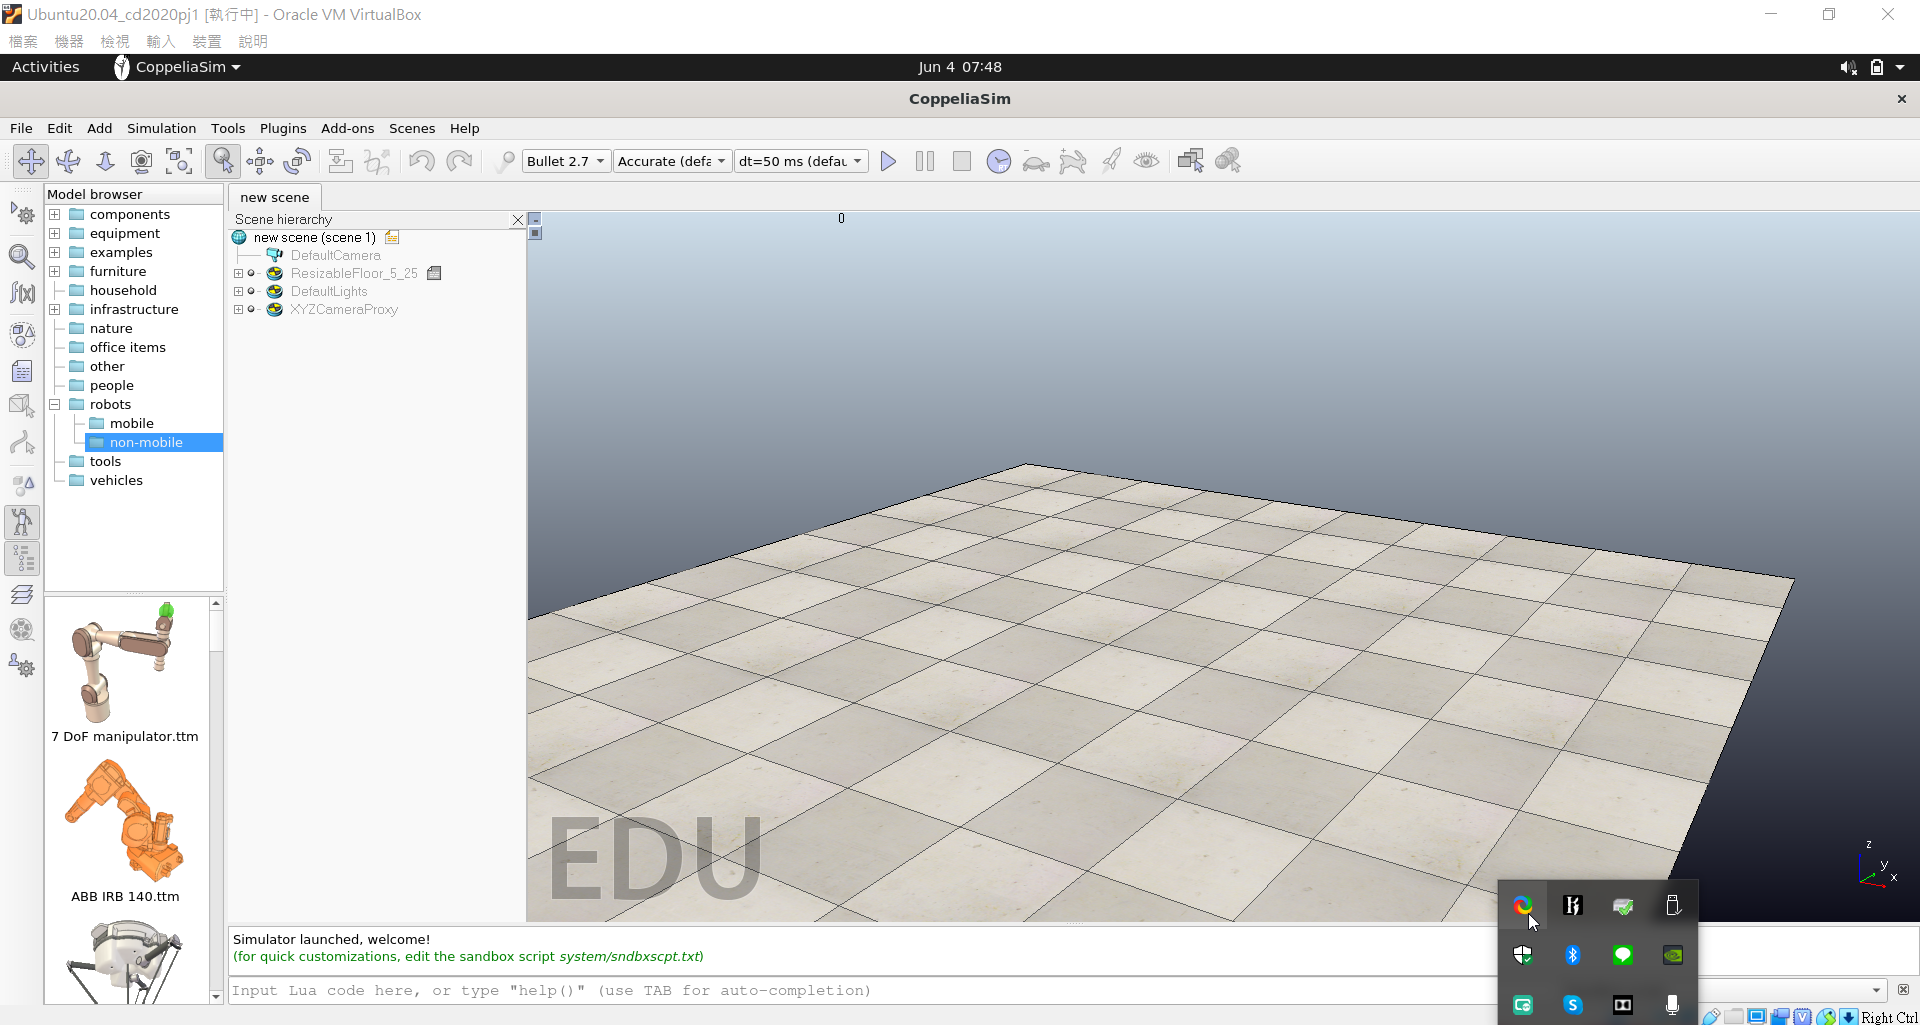 Ubuntu20.04_cd2020pj1 [執行中] - Oracle VM VirtualBox
檔案 機器 檢視 輸入 裝置 說明
Activities CoppeliaSim Jun 4 07:48
CoppeliaSim
File Edit Add Simulation Tools Plugins Add-ons Scenes Help
Bullet 2.7 Accurate (defa dt=50 ms (defau
Model browser
components
equipment
examples
furniture
household
infrastructure
nature
office items
other
people
robots
mobile
non-mobile
tools
vehicles
7 DoF manipulator.ttm
ABB IRB 140.ttm
new scene
Scene hierarchy
new scene (scene 1)
DefaultCamera
ResizableFloor_5_25
DefaultLights
XYZCameraProxy
0
EDU
z
y
x
Simulator launched, welcome!
(for quick customizations, edit the sandbox script system/sndbxscpt.txt)
Input Lua code here, or type "help()" (use TAB for auto-completion)
Right Ctrl